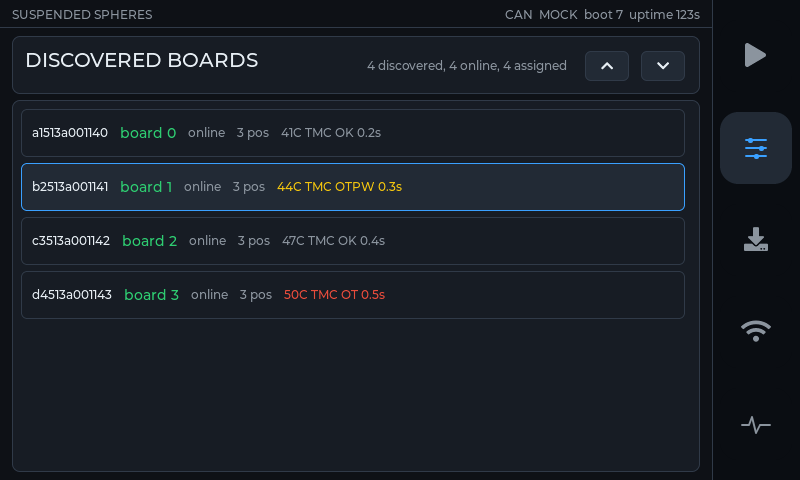 SUSPENDED SPHERES CAN MOCK boot 7 uptime 123s
DISCOVERED BOARDS 4 discovered, 4 online, 4 assigned
a1513a001140 board 0 online 3 pos 41C TMC OK 0.2s
b2513a001141 board 1 online 3 pos 44C TMC OTPW 0.3s
c3513a001142 board 2 online 3 pos 47C TMC OK 0.4s
d4513a001143 board 3 online 3 pos 50C TMC OT 0.5s